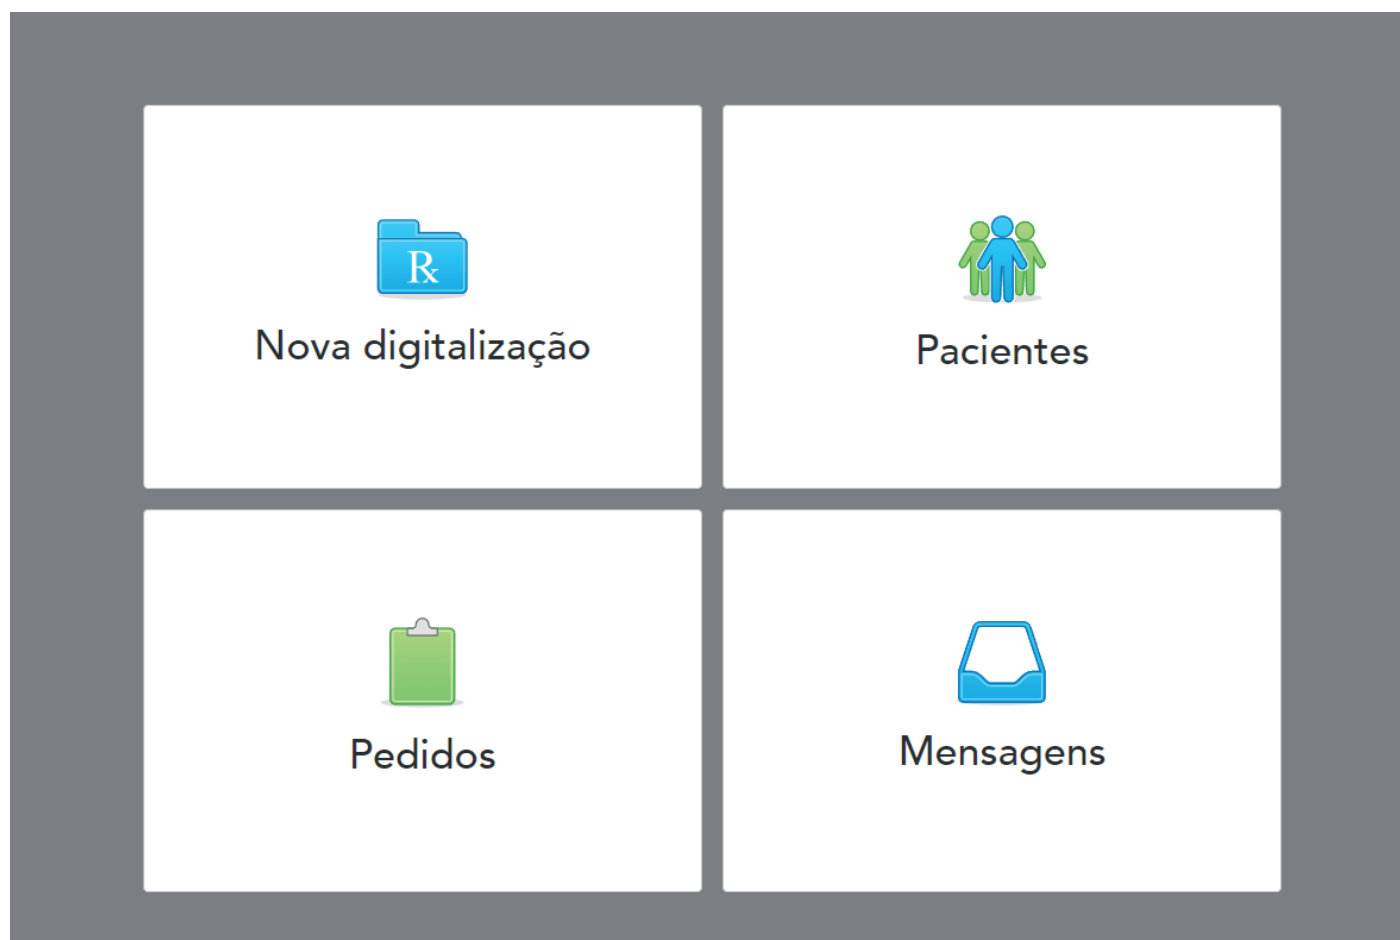 ℞
Nova digitalização
Pacientes
Pedidos
Mensagens